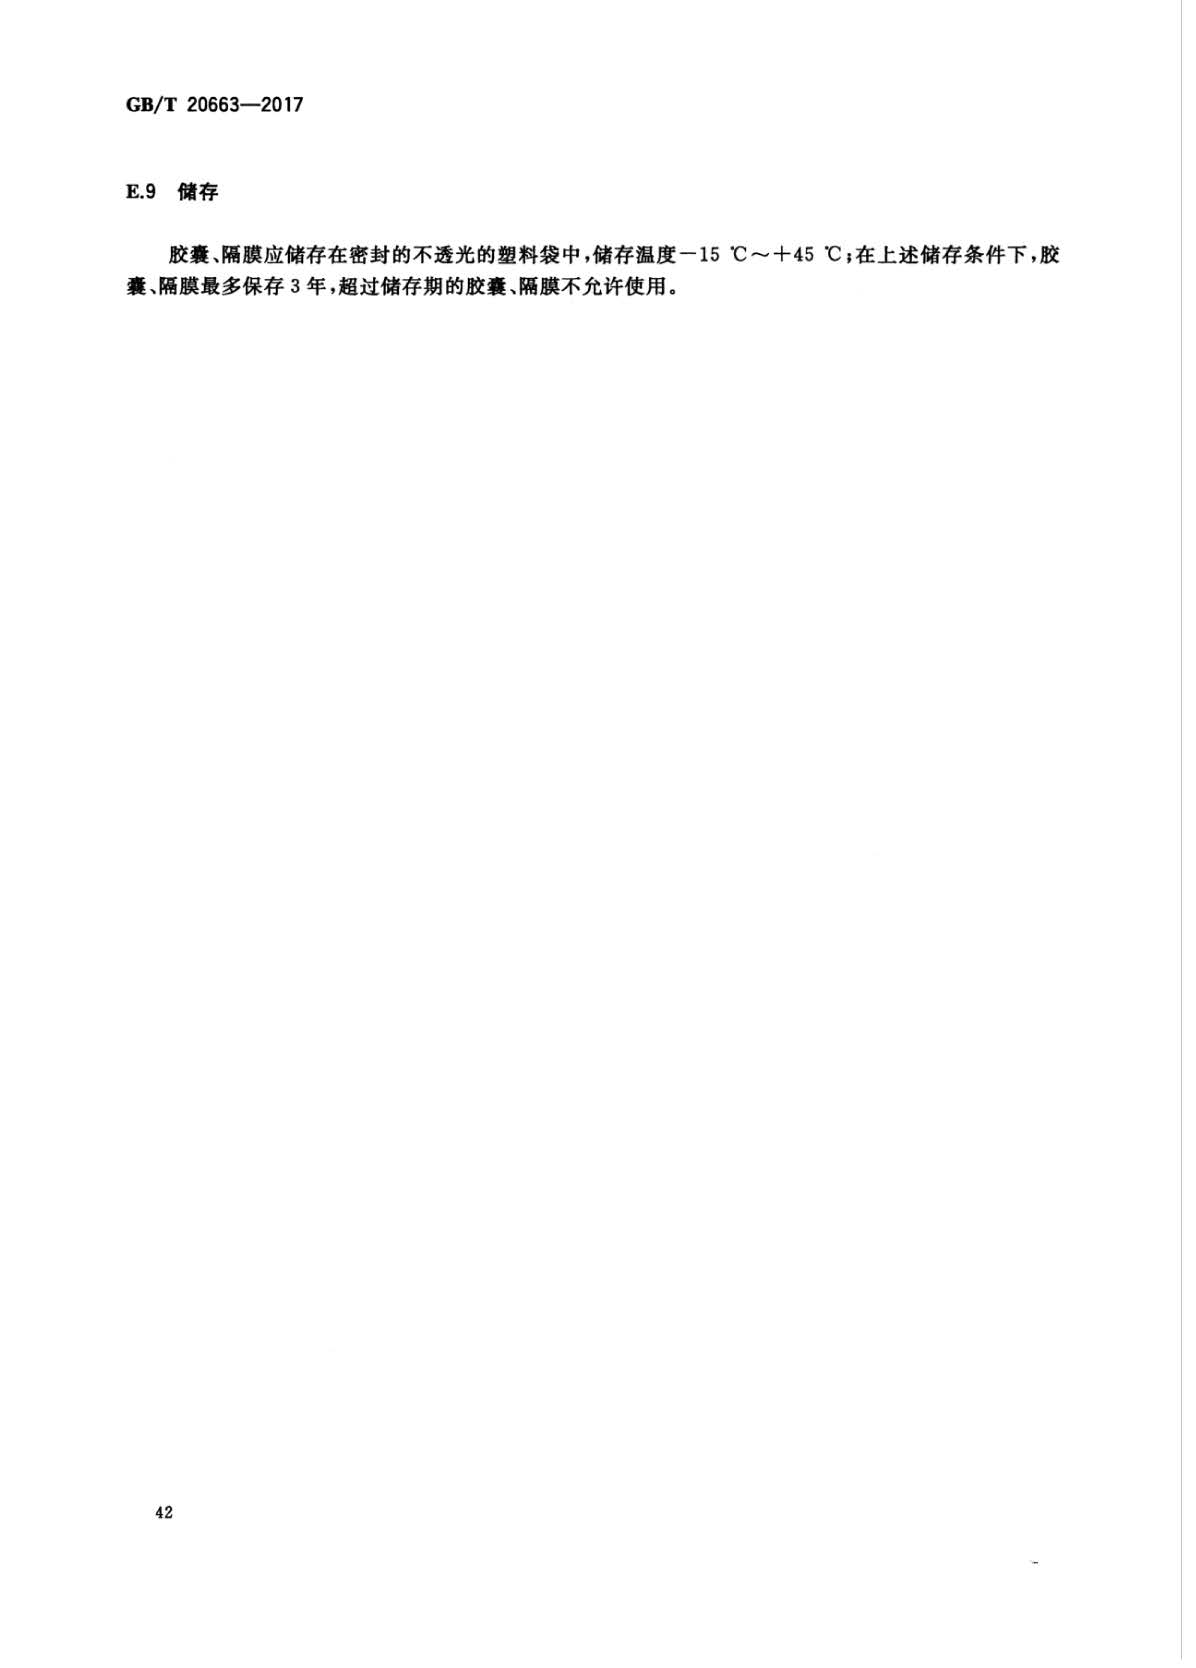 GB/T 20663—2017
E.9 储存
胶囊、隔膜应储存在密封的不透光的塑料袋中,储存温度－15 ℃～＋45 ℃;在上述储存条件下,胶
囊、隔膜最多保存 3 年,超过储存期的胶囊、隔膜不允许使用。
42